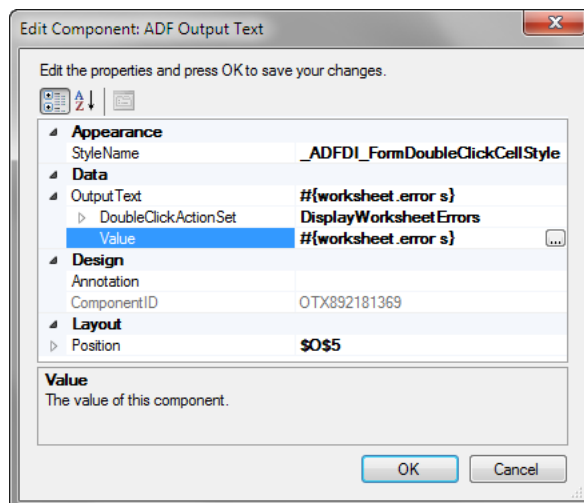 Edit Component: ADF Output Text
Edit the properties and press OK to save your changes.
Appearance
StyleName _ADFDI_FormDoubleClickCellStyle
Data
OutputText #{worksheet.error s}
DoubleClickActionSet DisplayWorksheetErrors
Value #{worksheet.error s} ...
Design
Annotation
ComponentID OTX892181369
Layout
Position $O$5
Value
The value of this component.
OK Cancel